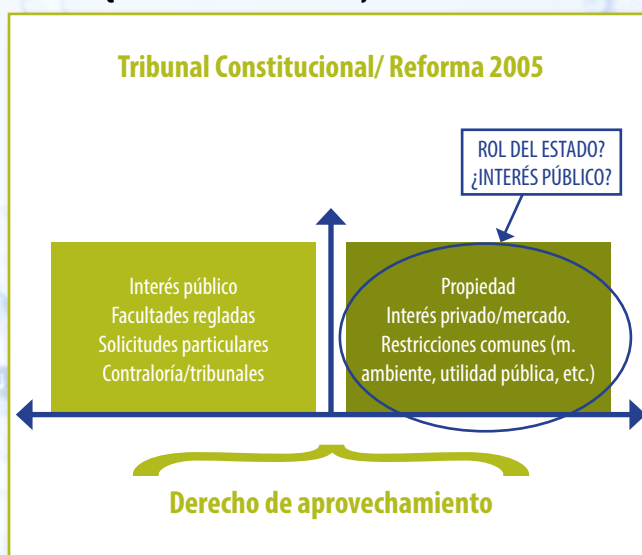 Tribunal Constitucional/ Reforma 2005
ROL DEL ESTADO?
¿INTERÉS PÚBLICO?
Interés público
Facultades regladas
Solicitudes particulares
Contraloría/tribunales
Propiedad
Interés privado/mercado.
Restricciones comunes (m.
ambiente, utilidad pública, etc.)
Derecho de aprovechamiento